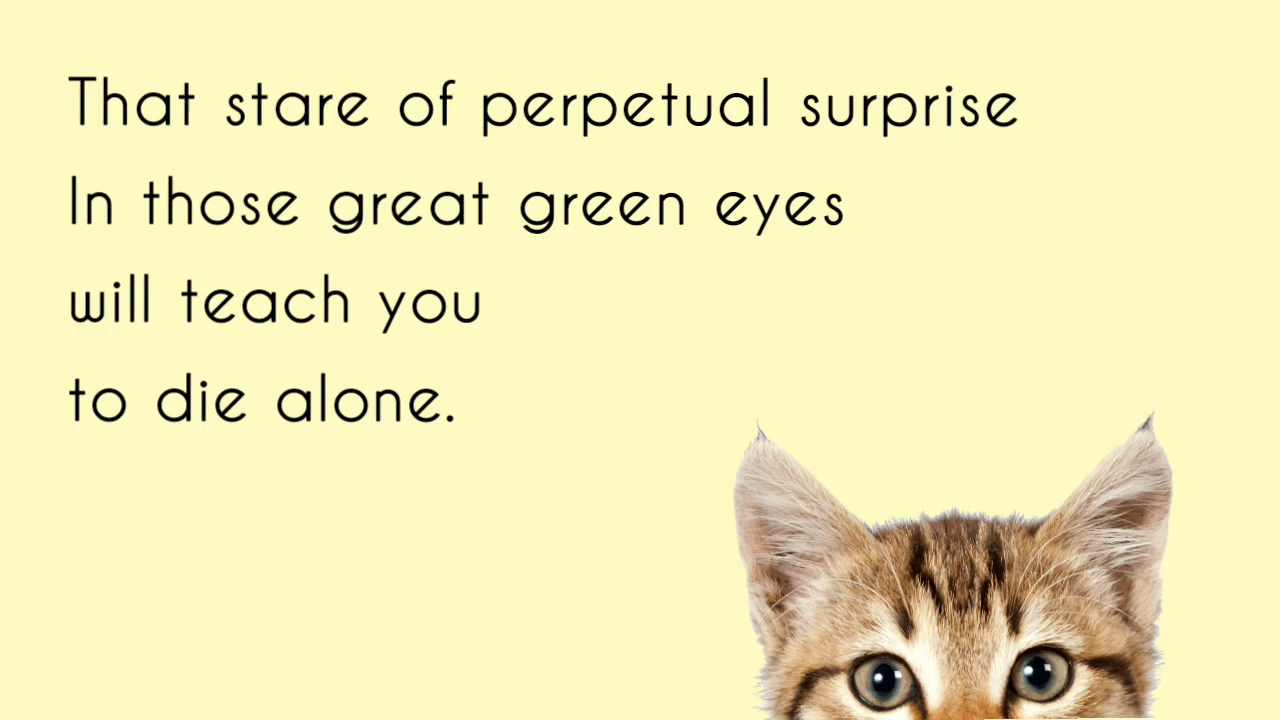 That stare of perpetual surprise
In those great green eyes
will teach you
to die alone.